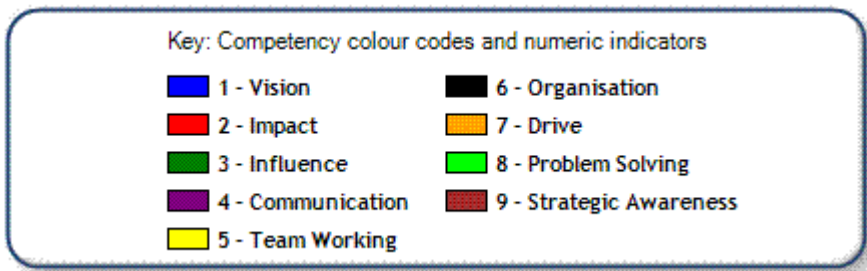 Key: Competency colour codes and numeric indicators
1 - Vision
2 - Impact
3 - Influence
4 - Communication
5 - Team Working
6 - Organisation
7 - Drive
8 - Problem Solving
9 - Strategic Awareness